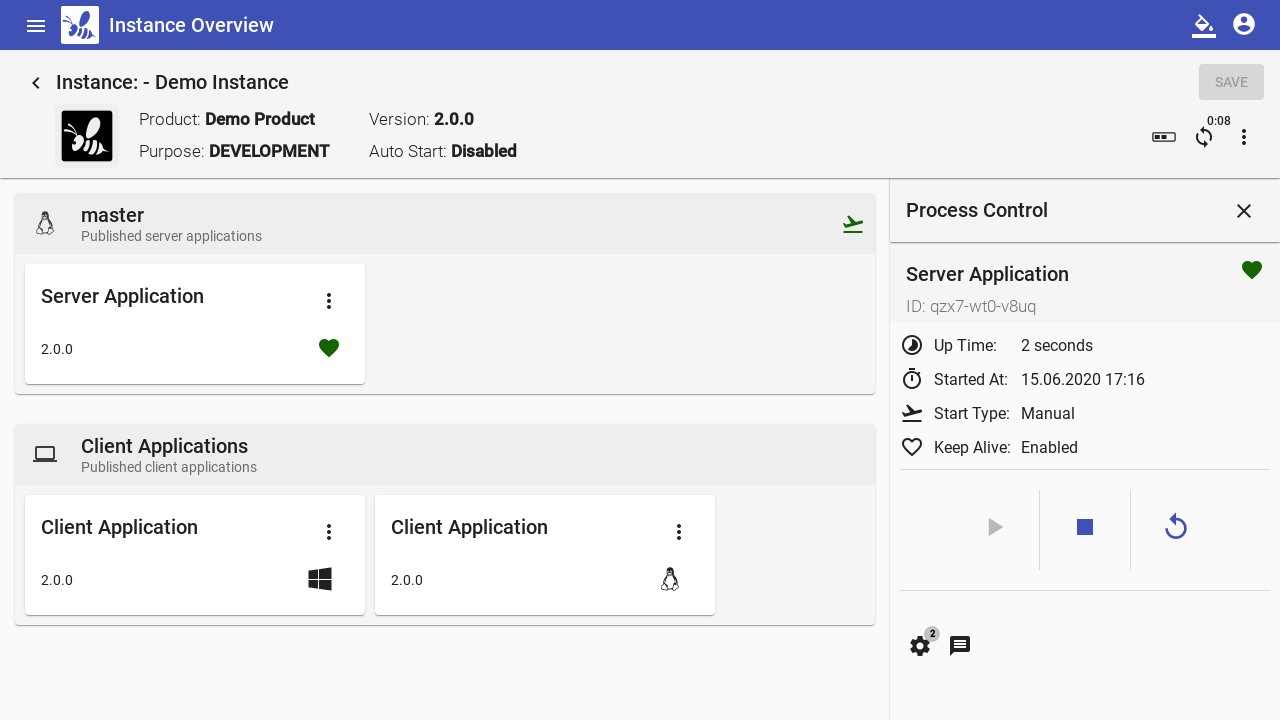 Instance Overview
Instance: - Demo Instance
SAVE
Product: Demo Product
Version: 2.0.0
0:08
Purpose: DEVELOPMENT
Auto Start: Disabled
master
Published server applications
Server Application
2.0.0
Client Applications
Published client applications
Client Application
2.0.0
Client Application
2.0.0
Process Control
Server Application
ID: qzx7-wt0-v8uq
Up Time: 2 seconds
Started At: 15.06.2020 17:16
Start Type: Manual
Keep Alive: Enabled
2